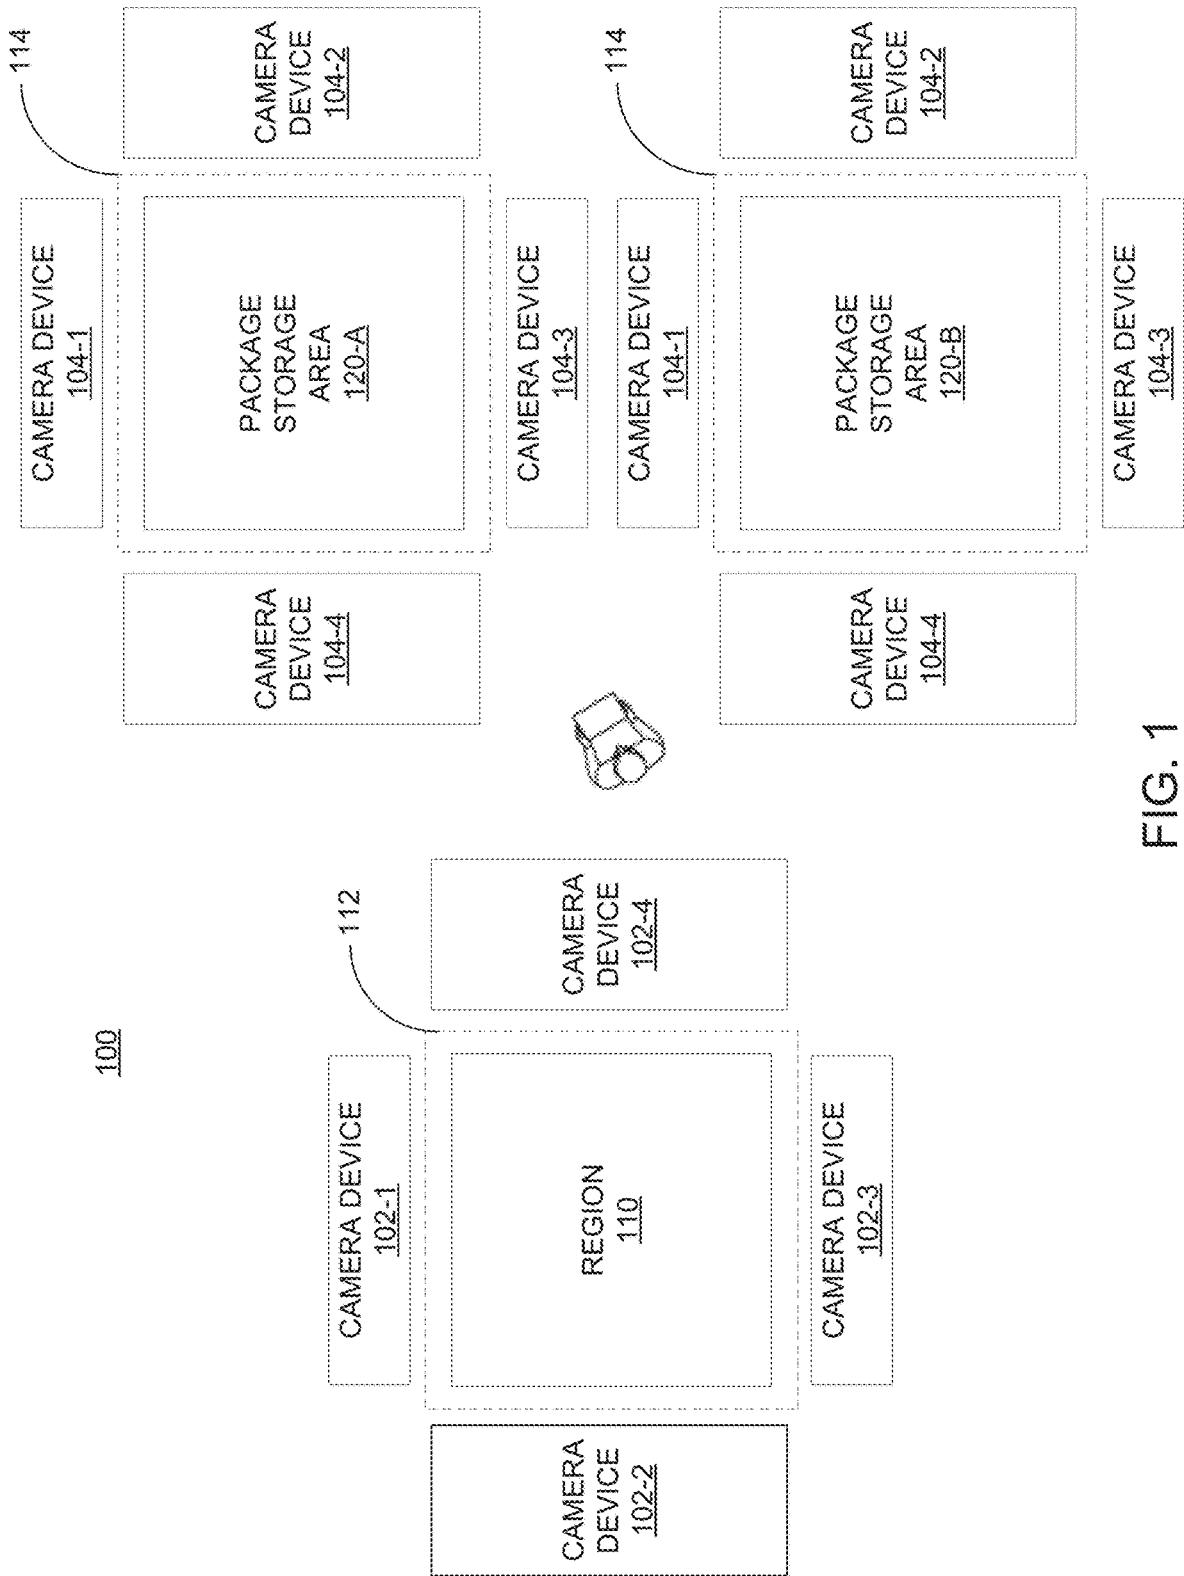 100
112
CAMERA DEVICE
102-1
CAMERA
DEVICE
102-2
REGION
110
CAMERA
DEVICE
102-4
CAMERA DEVICE
102-3
114
CAMERA DEVICE
104-1
CAMERA
DEVICE
104-4
PACKAGE
STORAGE
AREA
120-A
CAMERA
DEVICE
104-2
CAMERA DEVICE
104-3
114
CAMERA DEVICE
104-1
CAMERA
DEVICE
104-4
PACKAGE
STORAGE
AREA
120-B
CAMERA
DEVICE
104-2
CAMERA DEVICE
104-3
FIG. 1